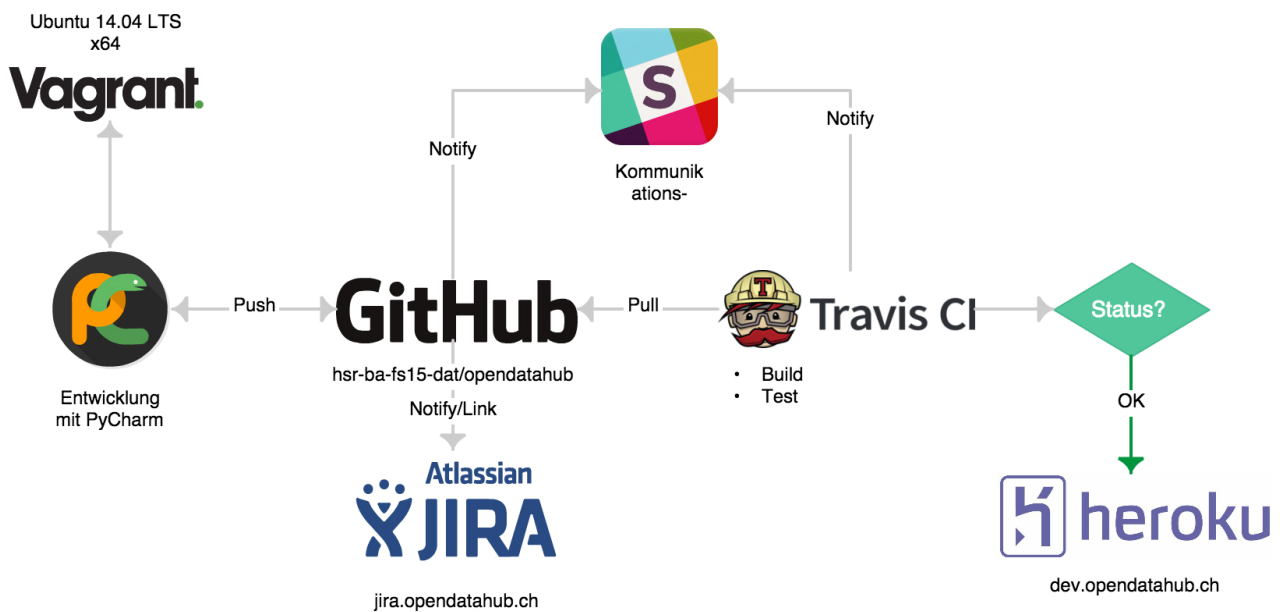 Ubuntu 14.04 LTS
x64
Vagrant.
S
Notify
Notify
Kommunik
ations-
PC
Push
GitHub
Pull
T
Travis CI
Status?
hsr-ba-fs15-dat/opendatahub
• Build
• Test
Entwicklung
mit PyCharm
Notify/Link
OK
Atlassian
JIRA
heroku
jira.opendatahub.ch
dev.opendatahub.ch